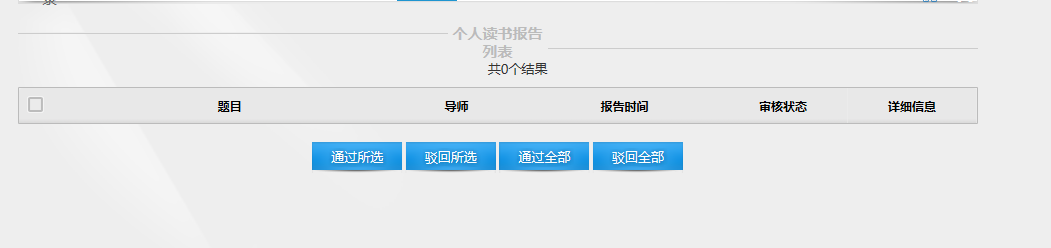 个人读书报告
列表
共0个结果
题目 导师 报告时间 审核状态 详细信息
通过所选 驳回所选 通过全部 驳回全部